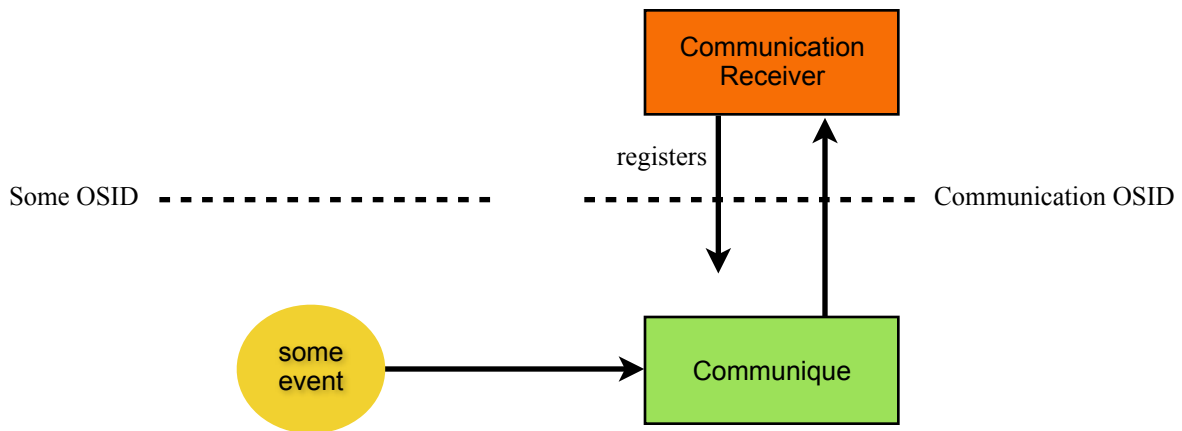 Communication
Receiver
registers
Some OSID
Communication OSID
some
event
Communique